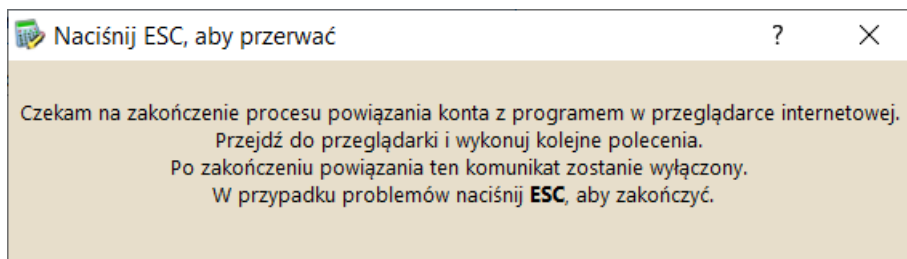 Naciśnij ESC, aby przerwać ?
Czekam na zakończenie procesu powiązania konta z programem w przeglądarce internetowej.
Przejdź do przeglądarki i wykonuj kolejne polecenia.
Po zakończeniu powiązania ten komunikat zostanie wyłączony.
W przypadku problemów naciśnij ESC, aby zakończyć.